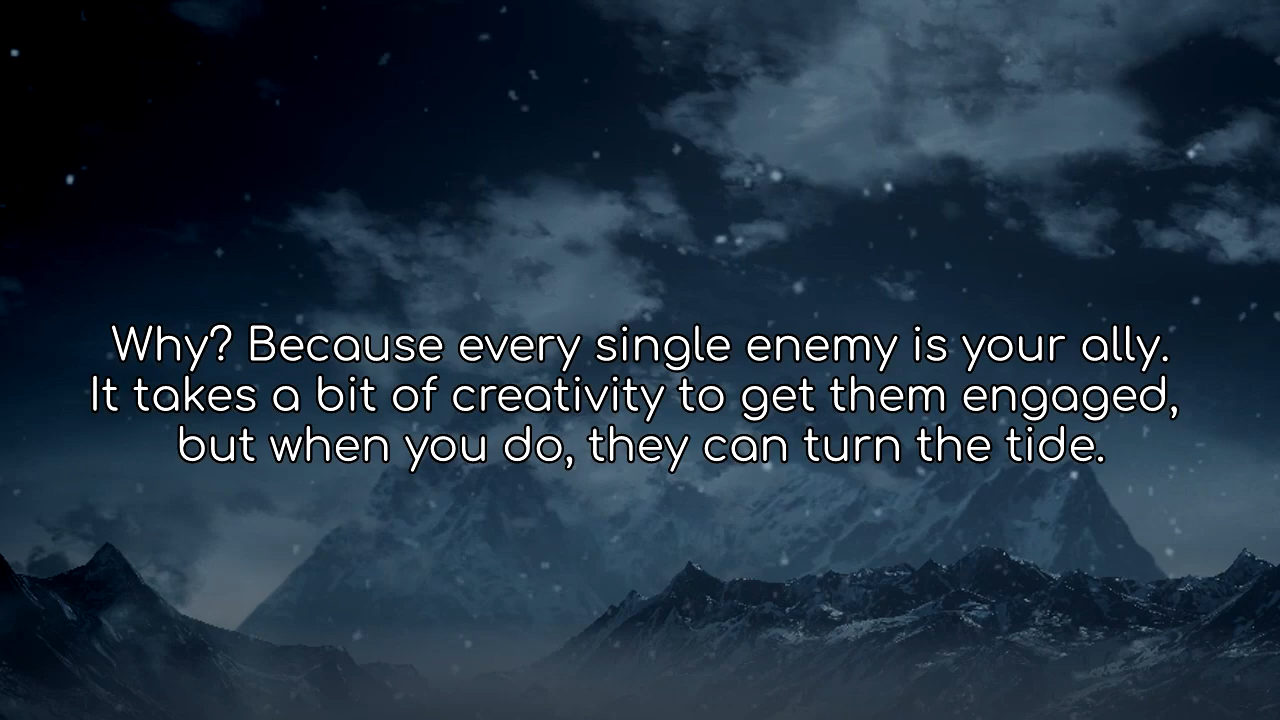 Why? Because every single enemy is your ally.
It takes a bit of creativity to get them engaged,
but when you do, they can turn the tide.